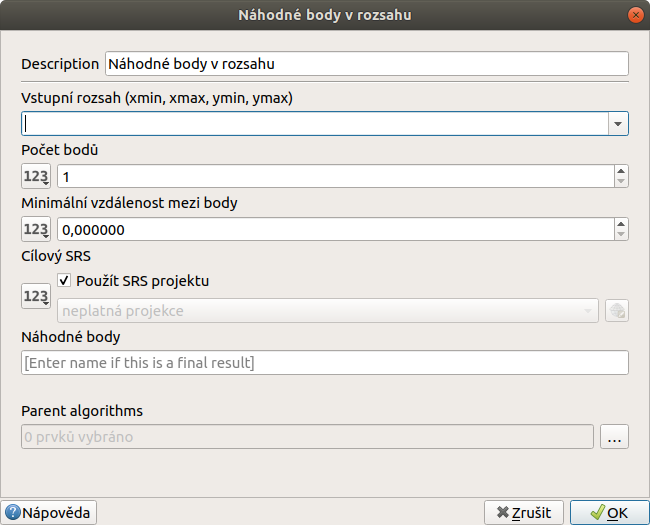 Náhodné body v rozsahu
Description Náhodné body v rozsahu
Vstupní rozsah (xmin, xmax, ymin, ymax)
Počet bodů
123 1
Minimální vzdálenost mezi body
123 0,000000
Cílový SRS
Použít SRS projektu
123
neplatná projekce
Náhodné body
[Enter name if this is a final result]
Parent algorithms
0 prvků vybráno ...
Nápověda Zrušit OK